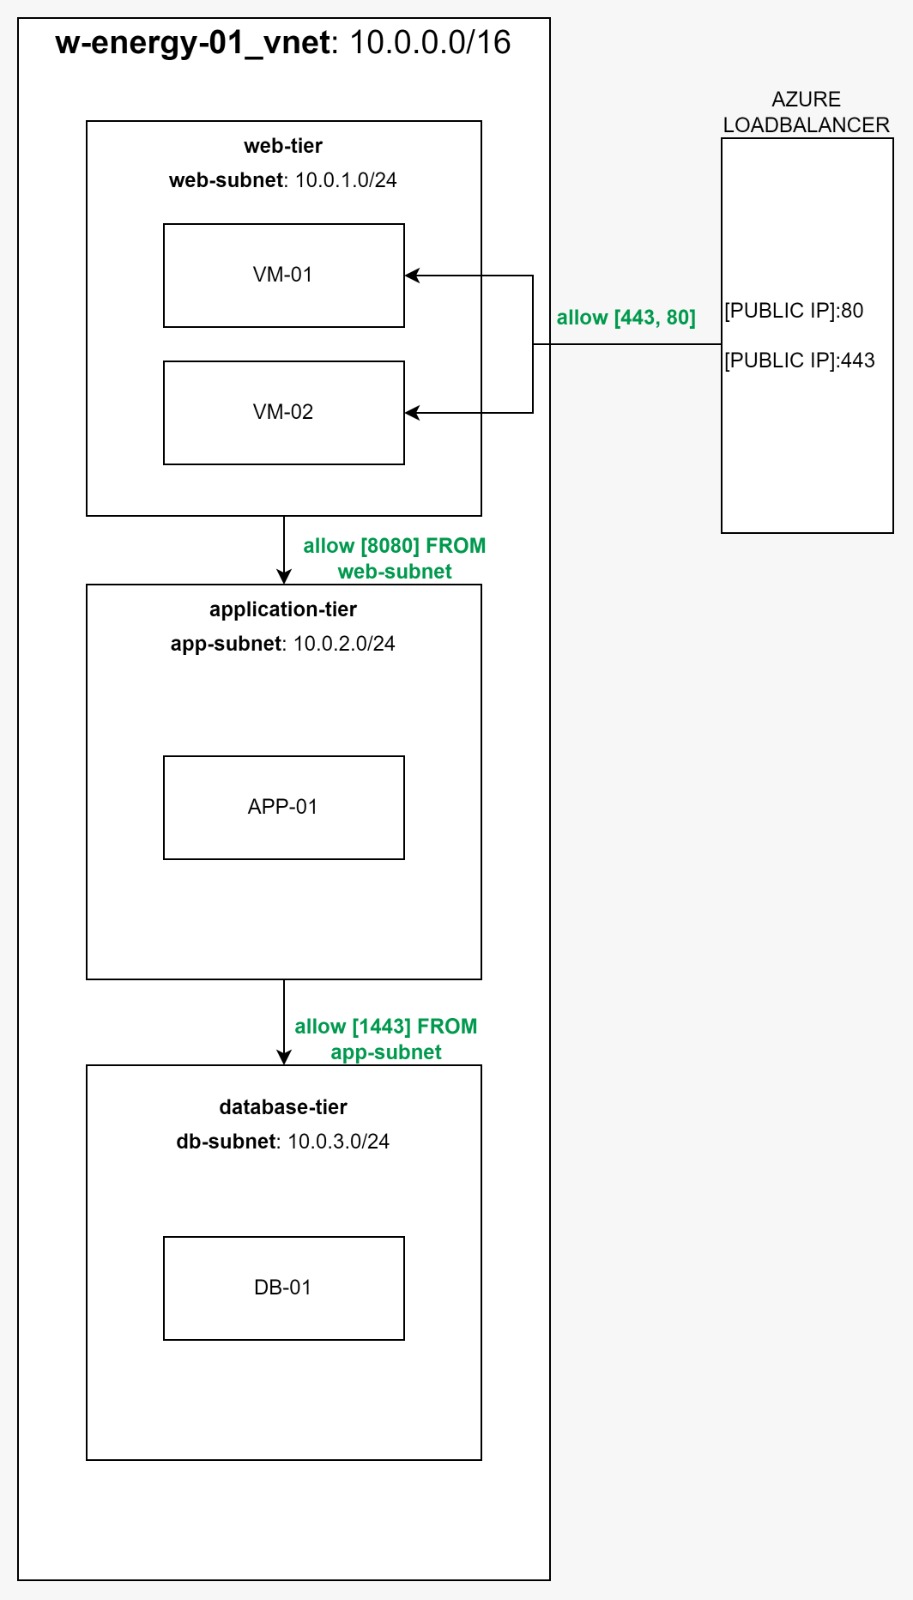 w-energy-01_vnet: 10.0.0.0/16
AZURE
LOADBALANCER
web-tier
web-subnet: 10.0.1.0/24
VM-01
allow [443, 80]
[PUBLIC IP]:80
[PUBLIC IP]:443
VM-02
allow [8080] FROM
web-subnet
application-tier
app-subnet: 10.0.2.0/24
APP-01
allow [1443] FROM
app-subnet
database-tier
db-subnet: 10.0.3.0/24
DB-01